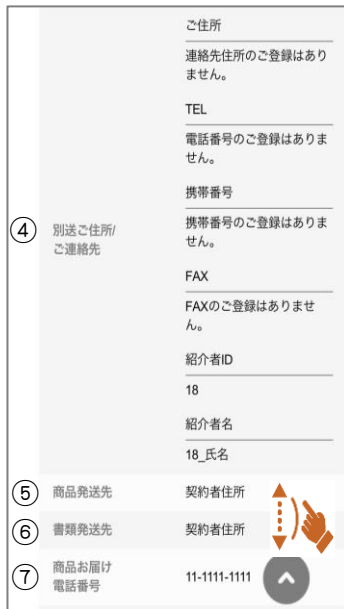 ご住所
連絡先住所のご登録はあり
ません。
TEL
電話番号のご登録はありま
せん。
携帯番号
④ 別送ご住所/
ご連絡先
携帯番号のご登録はありま
せん。
FAX
FAXのご登録はありませ
ん。
紹介者ID
18
紹介者名
18_氏名
⑤ 商品発送先 契約者住所
⑥ 書類発送先 契約者住所
⑦ 商品お届け
電話番号
11-1111-1111